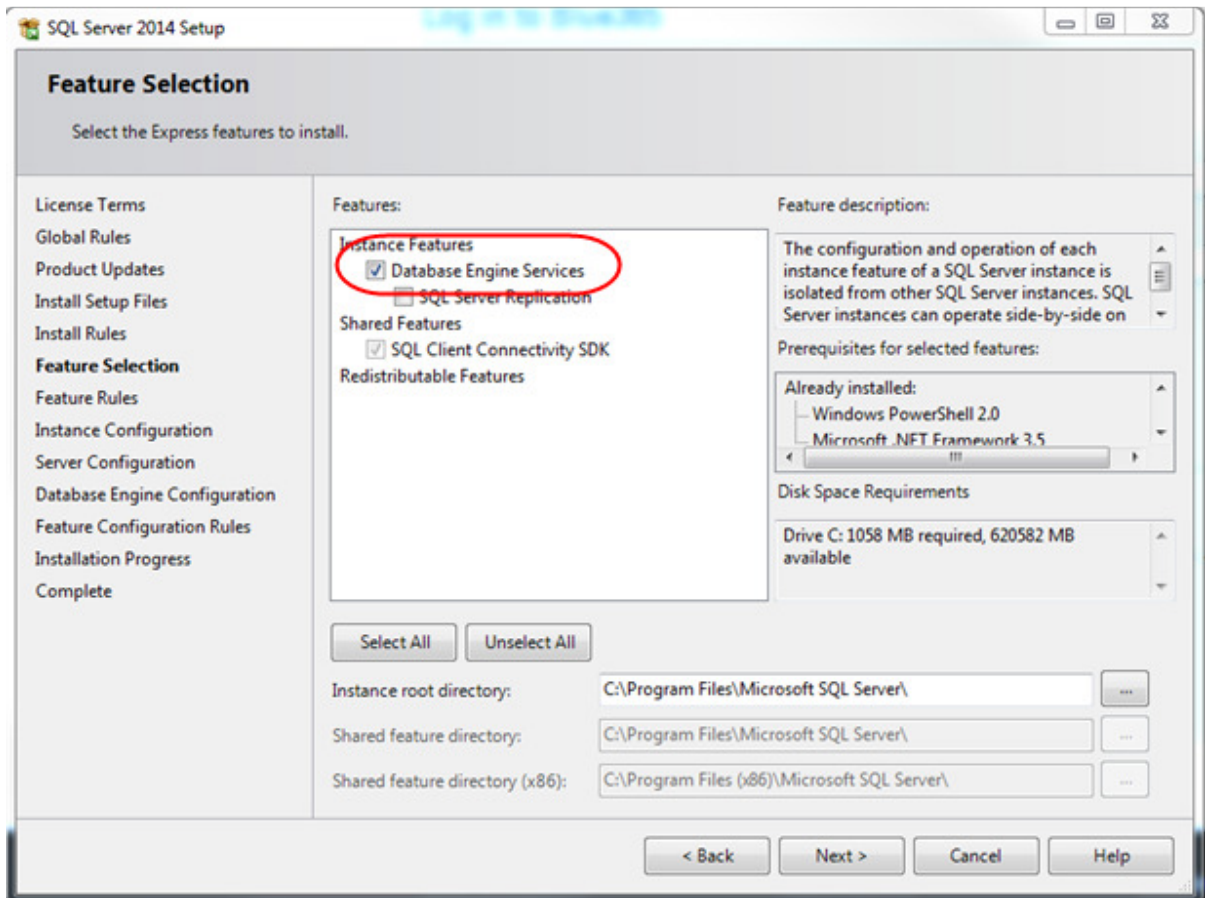 Log in to BlueJ
SQL Server 2014 Setup
Feature Selection
Select the Express features to install.
License Terms
Global Rules
Product Updates
Install Setup Files
Install Rules
Feature Selection
Feature Rules
Instance Configuration
Server Configuration
Database Engine Configuration
Feature Configuration Rules
Installation Progress
Complete
Features:
Instance Features
Database Engine Services
SQL Server Replication
Shared Features
SQL Client Connectivity SDK
Redistributable Features
Feature description:
The configuration and operation of each
instance feature of a SQL Server instance is
isolated from other SQL Server instances. SQL
Server instances can operate side-by-side on
Prerequisites for selected features:
Already installed:
Windows PowerShell 2.0
Microsoft .NET Framework 3.5
Disk Space Requirements
Drive C: 1058 MB required, 620582 MB
available
Select All
Unselect All
Instance root directory:
C:\Program Files\Microsoft SQL Server\
...
Shared feature directory:
C:\Program Files\Microsoft SQL Server\
...
Shared feature directory (x86):
C:\Program Files (x86)\Microsoft SQL Server\
...
< Back
Next >
Cancel
Help